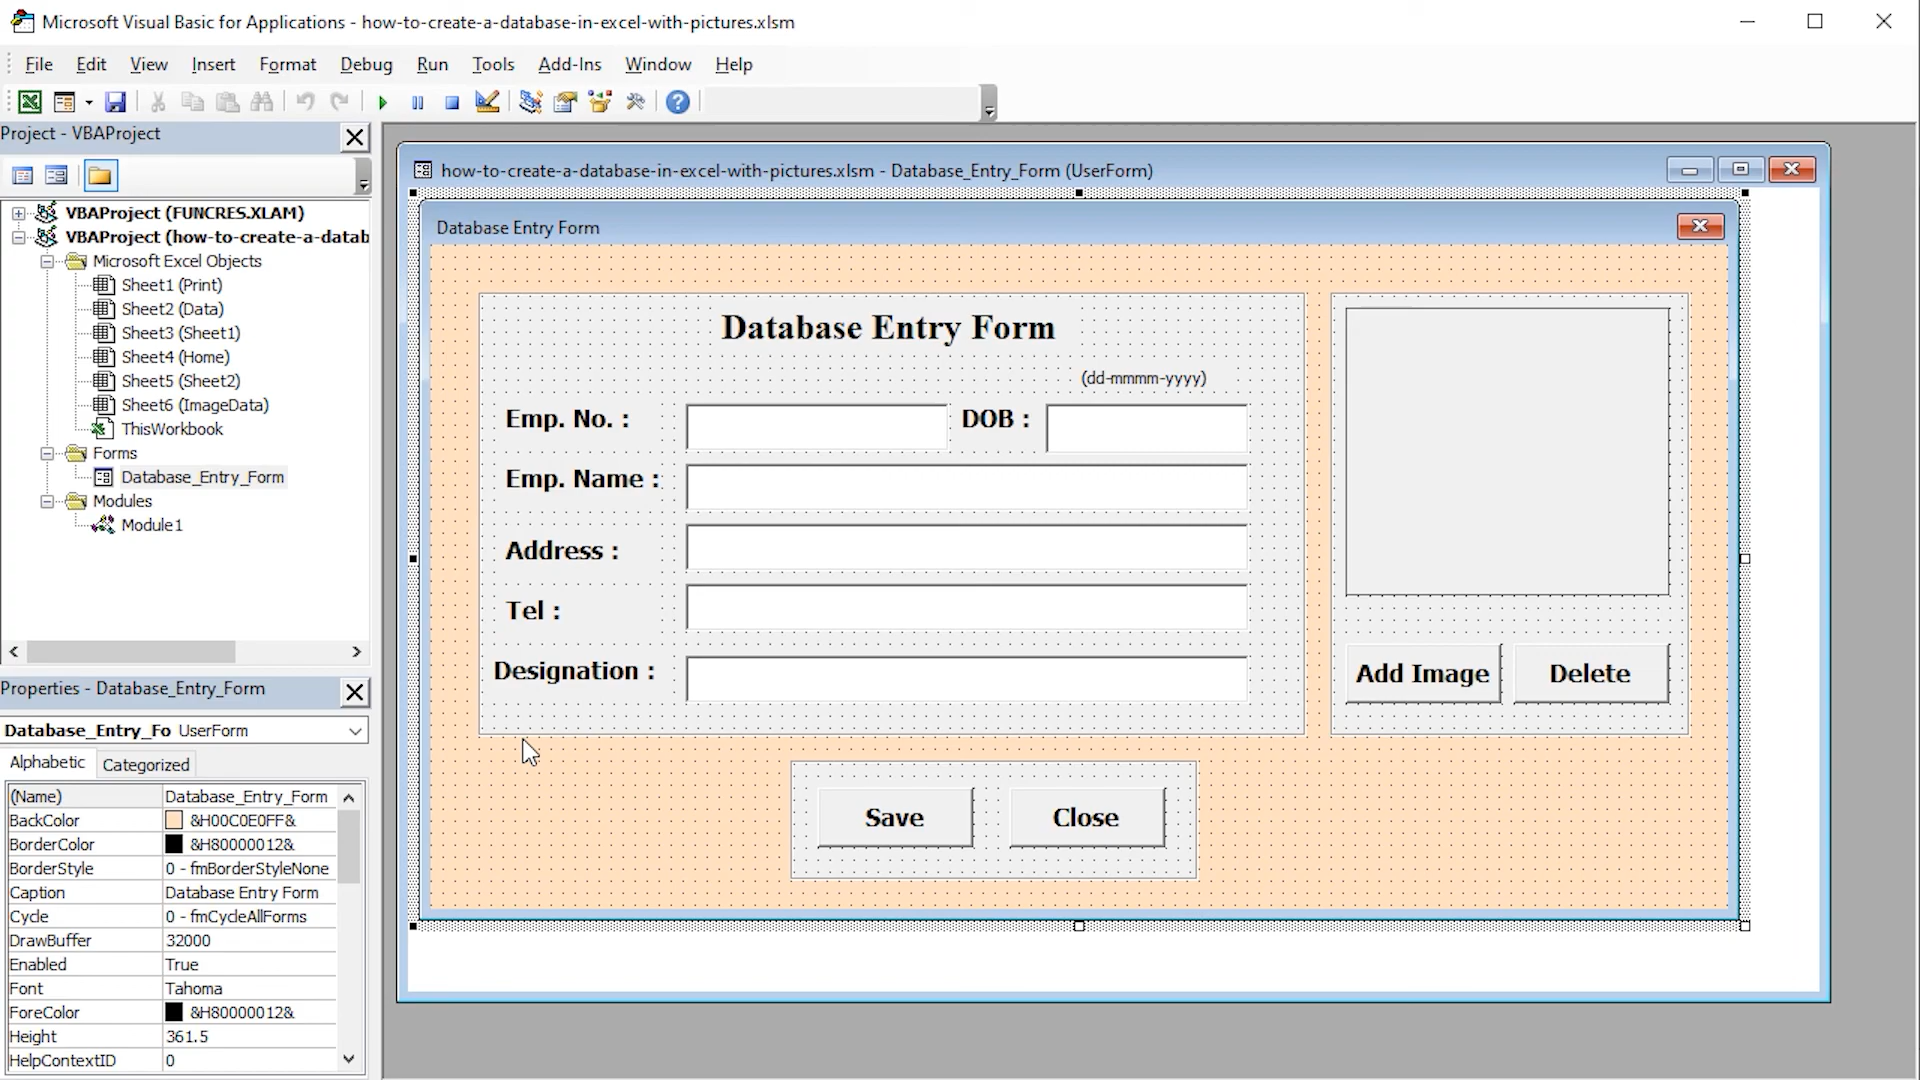 Microsoft Visual Basic for Applications - how-to-create-a-database-in-excel-with-pictures.xlsm
File Edit View Insert Format Debug Run Tools Add-Ins Window Help
Project - VBAProject
VBAProject (FUNCRES.XLAM)
VBAProject (how-to-create-a-datab
Microsoft Excel Objects
Sheet1 (Print)
Sheet2 (Data)
Sheet3 (Sheet1)
Sheet4 (Home)
Sheet5 (Sheet2)
Sheet6 (ImageData)
ThisWorkbook
Forms
Database_Entry_Form
Modules
Module1
Properties - Database_Entry_Form
Database_Entry_Fo UserForm
Alphabetic Categorized
(Name) Database_Entry_Form
BackColor &H00C0E0FF&
BorderColor &H80000012&
BorderStyle 0 - fmBorderStyleNone
Caption Database Entry Form
Cycle 0 - fmCycleAllForms
DrawBuffer 32000
Enabled True
Font Tahoma
ForeColor &H80000012&
Height 361.5
HelpContextID 0
how-to-create-a-database-in-excel-with-pictures.xlsm - Database_Entry_Form (UserForm)
Database Entry Form
Database Entry Form
(dd-mmmm-yyyy)
Emp. No. : DOB :
Emp. Name :
Address :
Tel :
Designation :
Add Image Delete
Save Close